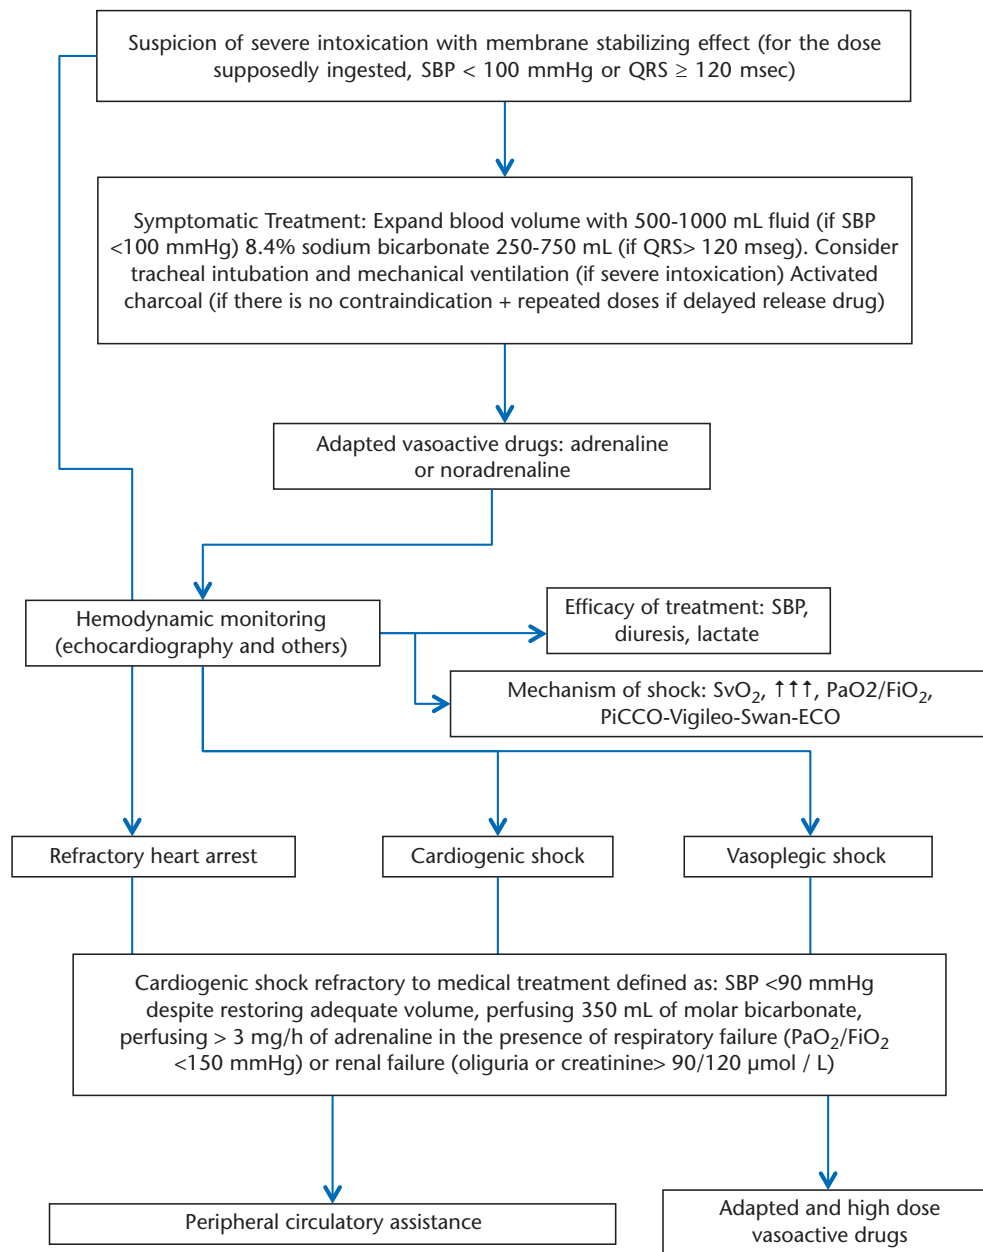 Suspicion of severe intoxication with membrane stabilizing effect (for the dose
supposedly ingested, SBP < 100 mmHg or QRS ≥ 120 msec)
Symptomatic Treatment: Expand blood volume with 500-1000 mL fluid (if SBP
<100 mmHg) 8.4% sodium bicarbonate 250-750 mL (if QRS> 120 mseg). Consider
tracheal intubation and mechanical ventilation (if severe intoxication) Activated
charcoal (if there is no contraindication + repeated doses if delayed release drug)
Adapted vasoactive drugs: adrenaline
or noradrenaline
Hemodynamic monitoring
(echocardiography and others)
Efficacy of treatment: SBP,
diuresis, lactate
Mechanism of shock: SvO₂, ↑↑↑, PaO2/FiO₂,
PiCCO-Vigileo-Swan-ECO
Refractory heart arrest
Cardiogenic shock
Vasoplegic shock
Cardiogenic shock refractory to medical treatment defined as: SBP <90 mmHg
despite restoring adequate volume, perfusing 350 mL of molar bicarbonate,
perfusing > 3 mg/h of adrenaline in the presence of respiratory failure (PaO₂/FiO₂
<150 mmHg) or renal failure (oliguria or creatinine> 90/120 µmol / L)
Peripheral circulatory assistance
Adapted and high dose
vasoactive drugs